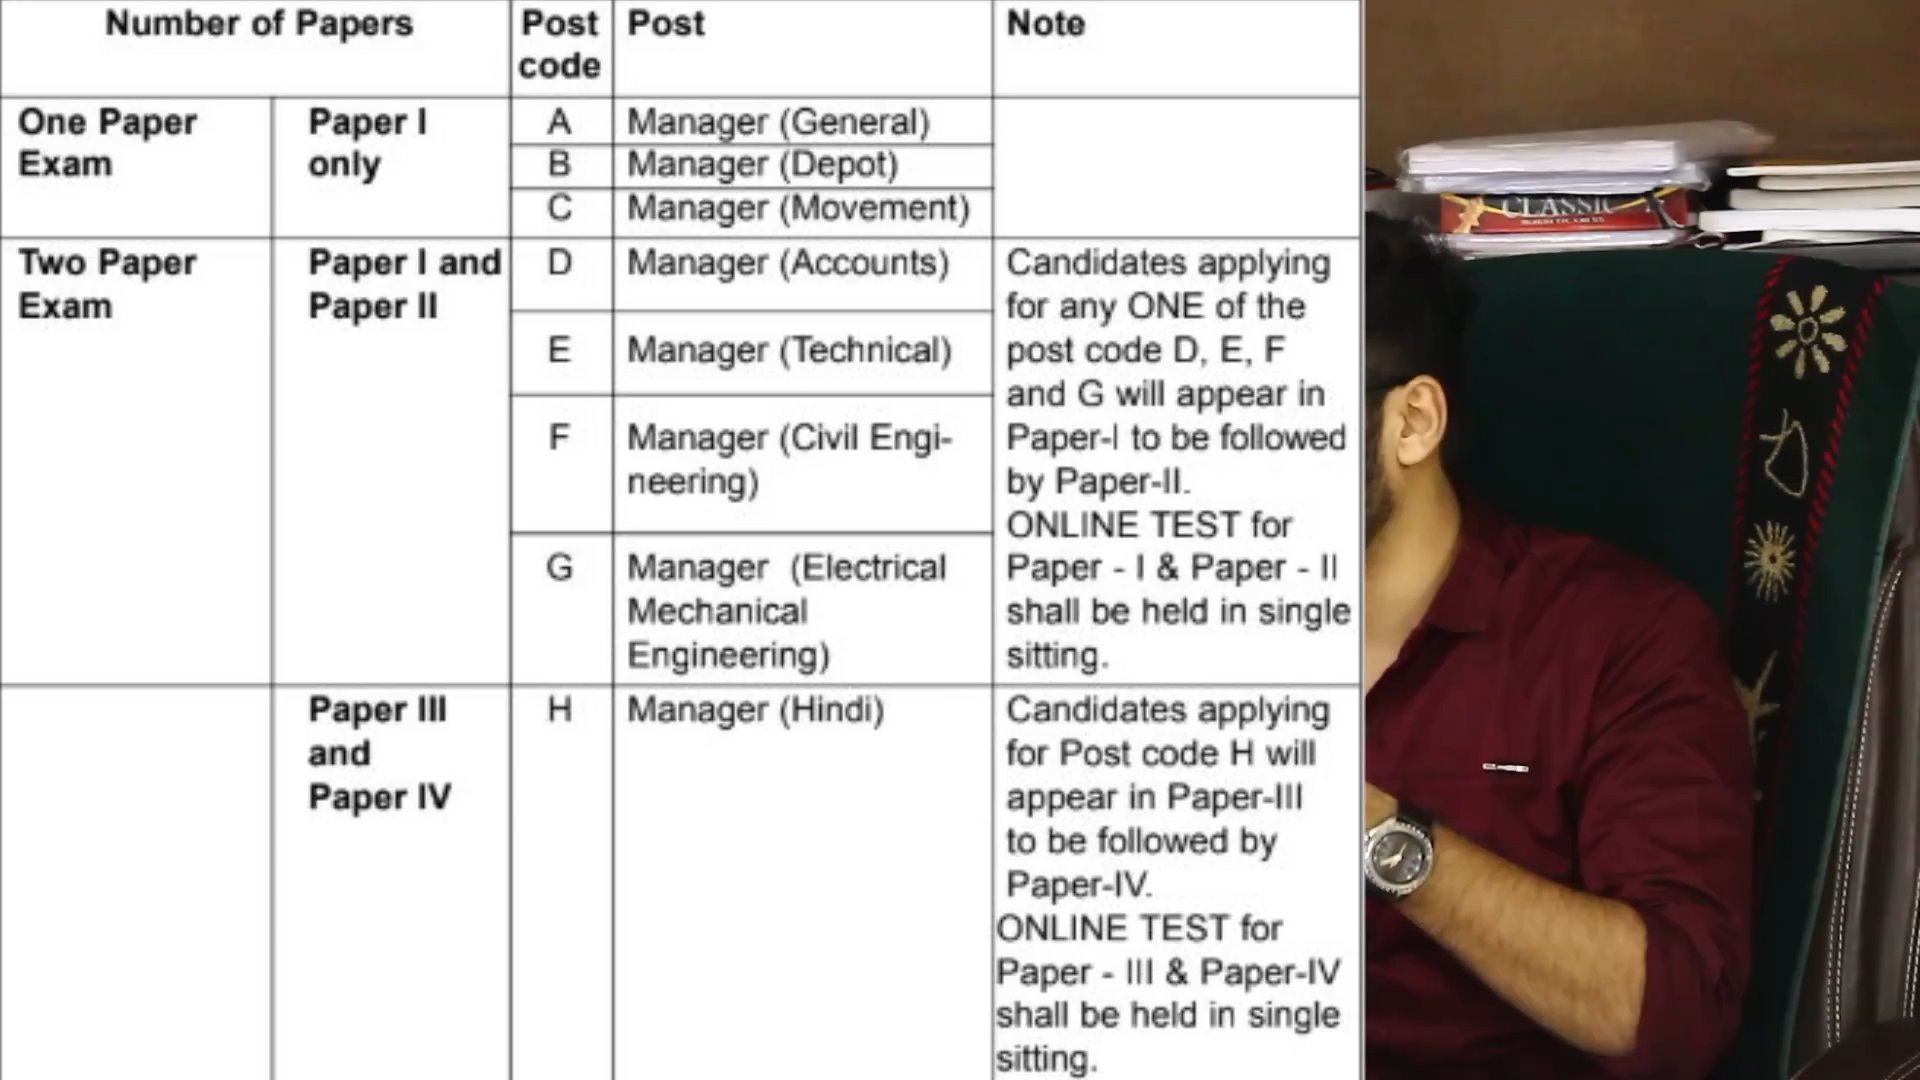 Number of Papers
Post code
Post
Note
One Paper Exam
Paper I only
A
Manager (General)
B
Manager (Depot)
C
Manager (Movement)
Two Paper Exam
Paper I and Paper II
D
Manager (Accounts)
E
Manager (Technical)
F
Manager (Civil Engi-
neering)
G
Manager (Electrical
Mechanical
Engineering)
Candidates applying
for any ONE of the
post code D, E, F
and G will appear in
Paper-I to be followed
by Paper-II.
ONLINE TEST for
Paper - I & Paper - II
shall be held in single
sitting.
Paper III
and
Paper IV
H
Manager (Hindi)
Candidates applying
for Post code H will
appear in Paper-III
to be followed by
Paper-IV.
ONLINE TEST for
Paper - III & Paper-IV
shall be held in single
sitting.
CLASSIC